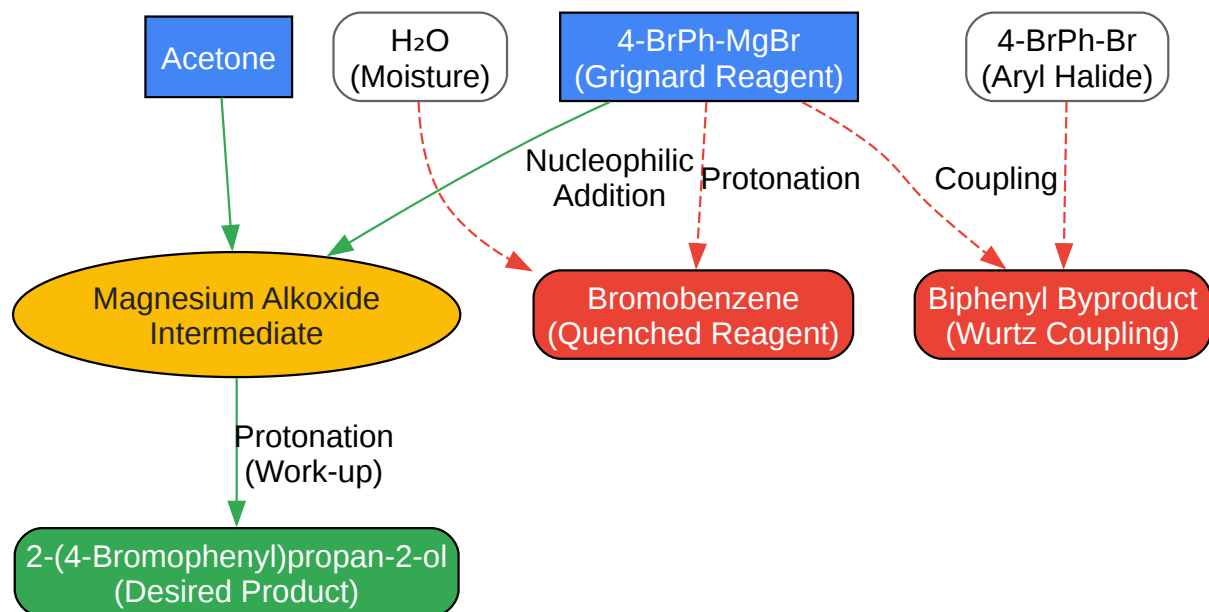 Acetone
H₂O
(Moisture)
4-BrPh-MgBr
(Grignard Reagent)
4-BrPh-Br
(Aryl Halide)
Nucleophilic
Addition
Protonation
Coupling
Magnesium Alkoxide
Intermediate
Bromobenzene
(Quenched Reagent)
Biphenyl Byproduct
(Wurtz Coupling)
Protonation
(Work-up)
2-(4-Bromophenyl)propan-2-ol
(Desired Product)